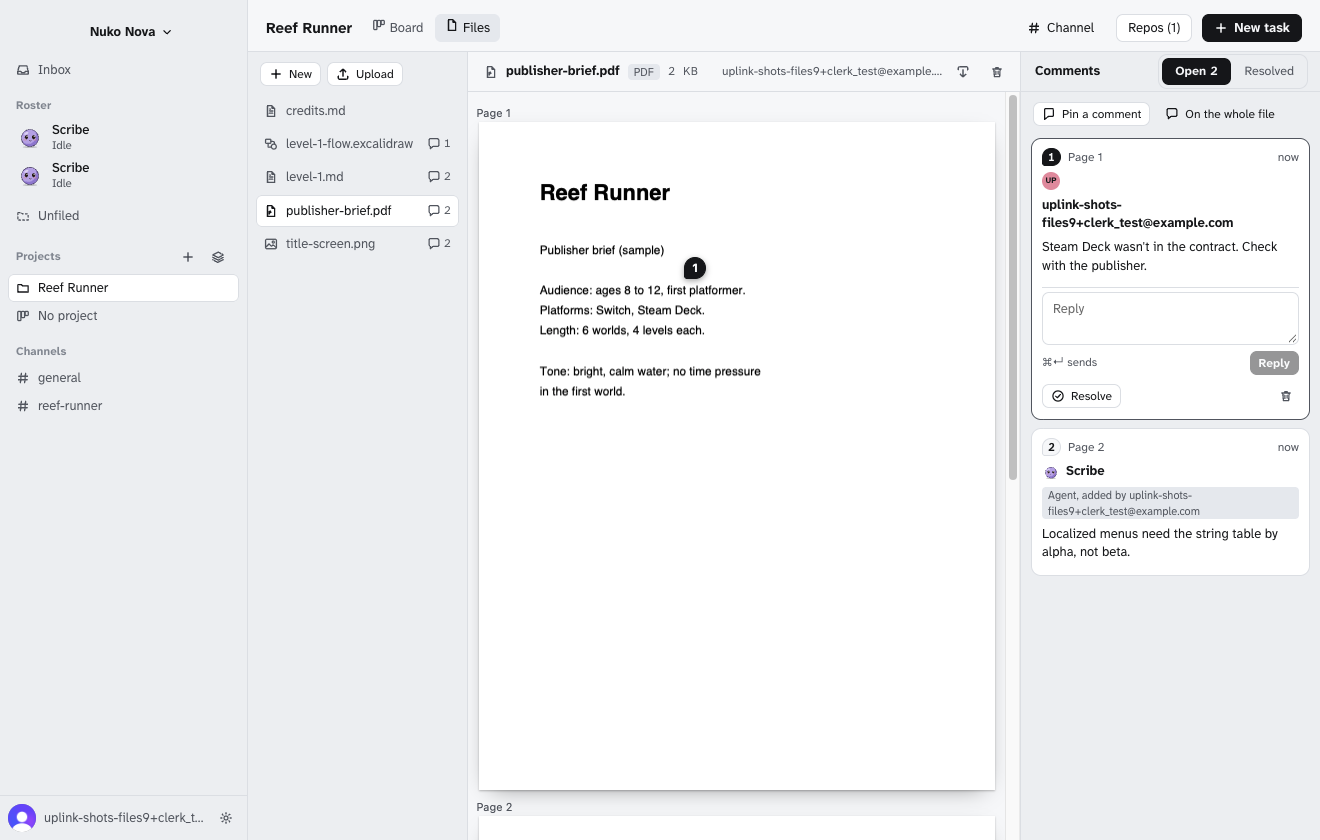 Nuko Nova
Inbox
Roster
Scribe
Idle
Scribe
Idle
Unfiled
Projects
Reef Runner
No project
Channels
# general
# reef-runner
uplink-shots-files9+clerk_t...
Reef Runner
Board
Files
# Channel
Repos (1)
+ New task
+ New
Upload
credits.md
level-1-flow.excalidraw 1
level-1.md 2
publisher-brief.pdf 2
title-screen.png 2
publisher-brief.pdf PDF 2 KB uplink-shots-files9+clerk_test@example....
Page 1
Reef Runner
Publisher brief (sample)
1
Audience: ages 8 to 12, first platformer.
Platforms: Switch, Steam Deck.
Length: 6 worlds, 4 levels each.
Tone: bright, calm water; no time pressure
in the first world.
Page 2
Comments
Open 2
Resolved
Pin a comment
On the whole file
1 Page 1 now
UP
uplink-shots-
files9+clerk_test@example.com
Steam Deck wasn't in the contract. Check
with the publisher.
Reply
⌘↵ sends
Reply
Resolve
2 Page 2 now
Scribe
Agent, added by uplink-shots-
files9+clerk_test@example.com
Localized menus need the string table by
alpha, not beta.